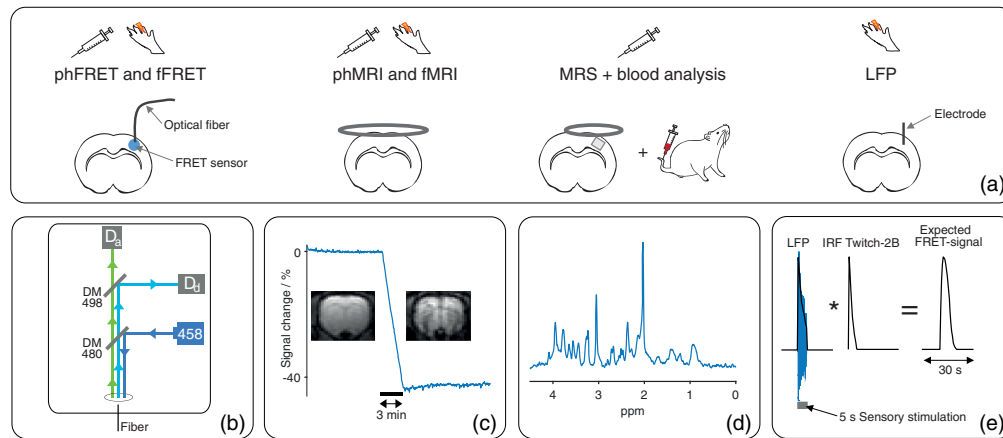 phFRET and fFRET
phMRI and fMRI
MRS + blood analysis
LFP
Optical fiber
FRET sensor
+
Electrode
(a)
D_a
DM
498
D_d
DM
480
458
Fiber
(b)
Signal change / %
0
-40
3 min
(c)
4 3 2 1 0
ppm
(d)
LFP
IRF Twitch-2B
Expected
FRET-signal
* =
30 s
5 s Sensory stimulation
(e)